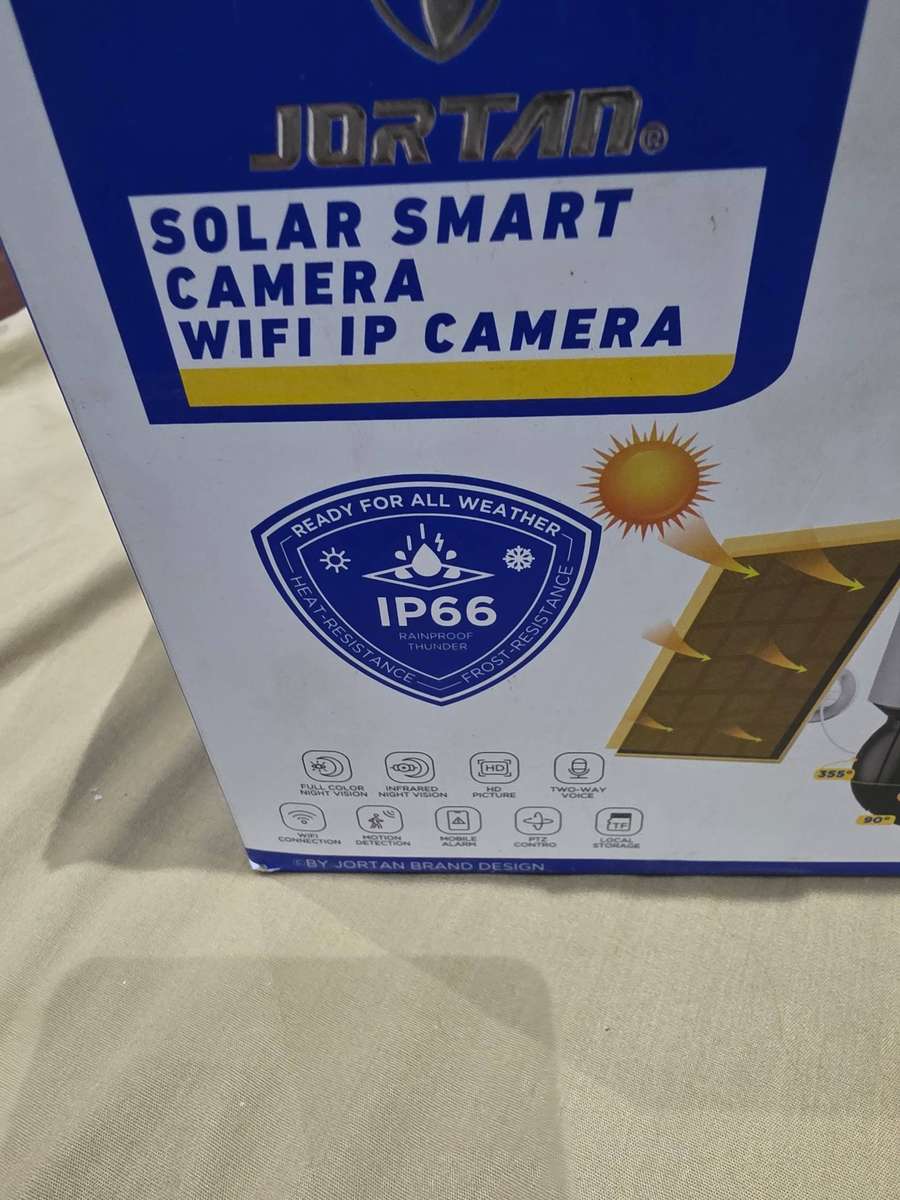 JORTAN®
SOLAR SMART
CAMERA
WIFI IP CAMERA
READY FOR ALL WEATHER
HEAT-RESISTANCE
IP66
RAINPROOF
THUNDER
FROST-RESISTANCE
355°
90°
FULL COLOR
NIGHT VISION
INFRARED
NIGHT VISION
HD
HD
PICTURE
TWO-WAY
VOICE
WIFI
CONNECTION
MOTION
DETECTION
MOBILE
ALARM
PTZ
CONTRO
TF
LOCAL
STORAGE
©BY JORTAN BRAND DESIGN